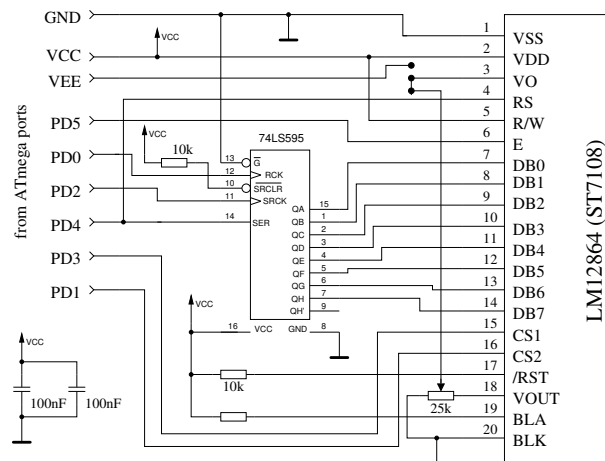 GND
VCC
VEE
PD5
PD0
PD2
PD4
PD3
PD1
from ATmega ports
VCC
VCC
10k
74LS595
13 G
12 RCK
10 SRCLR
11 SRCK
14 SER
QA 15
QB 1
QC 2
QD 3
QE 4
QF 5
QG 6
QH 7
QH' 9
16 VCC GND 8
VCC
VCC
100nF 100nF
10k
25k
1 VSS
2 VDD
3 VO
4 RS
5 R/W
6 E
7 DB0
8 DB1
9 DB2
10 DB3
11 DB4
12 DB5
13 DB6
14 DB7
15 CS1
16 CS2
17 /RST
18 VOUT
19 BLA
20 BLK
LM12864 (ST7108)